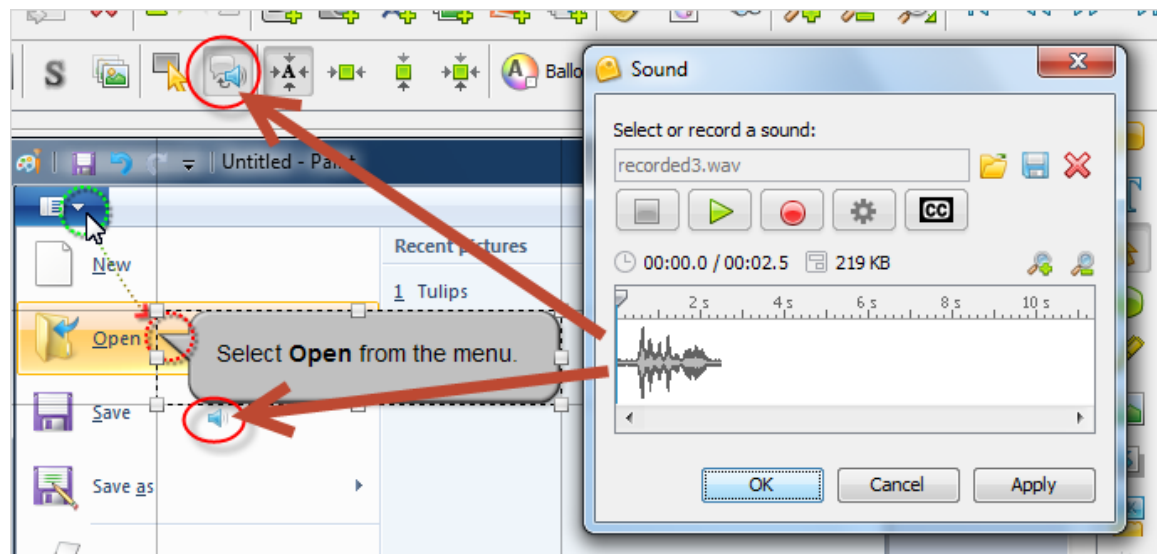 S
A
A
Ballo
Sound
Select or record a sound:
recorded3.wav
CC
00:00.0 / 00:02.5 219 KB
2 s 4 s 6 s 8 s 10 s
OK Cancel Apply
Untitled - Paint
New
Open
Save
Save as
Recent pictures
1 Tulips
Select Open from the menu.
T